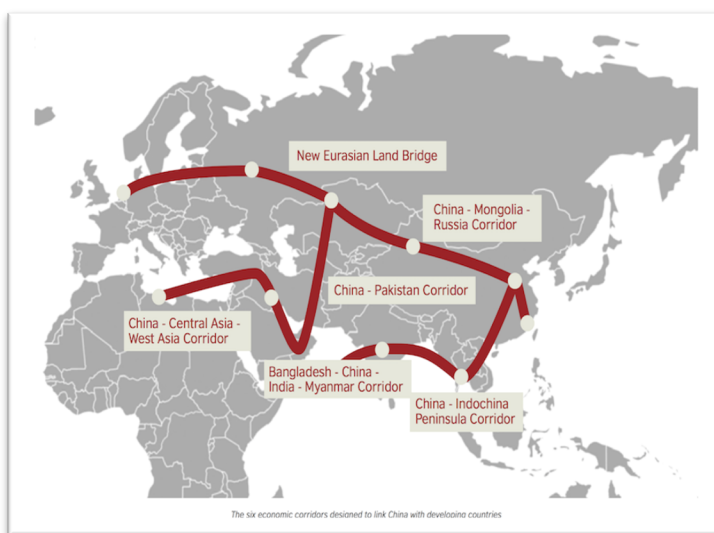 New Eurasian Land Bridge
China - Mongolia -
Russia Corridor
China - Pakistan Corridor
China - Central Asia -
West Asia Corridor
Bangladesh - China -
India - Myanmar Corridor
China - Indochina
Peninsula Corridor
The six economic corridors designed to link China with developing countries